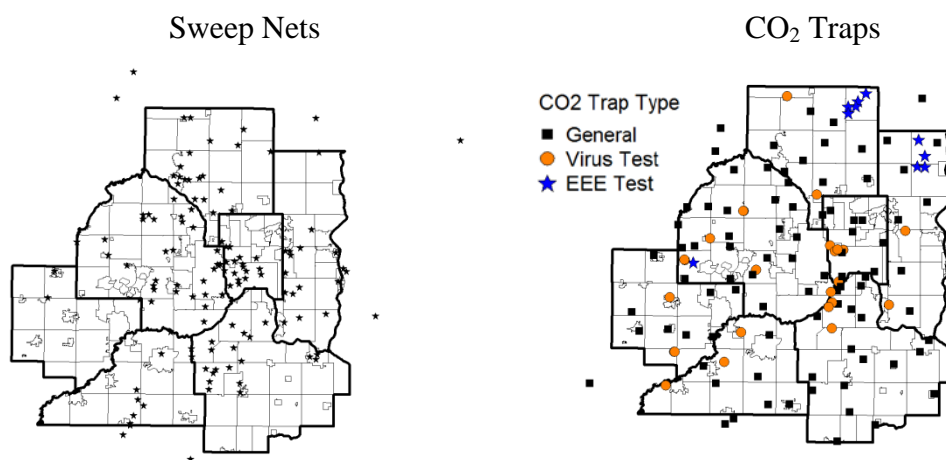 Sweep Nets
CO₂ Traps
CO2 Trap Type
General
Virus Test
EEE Test